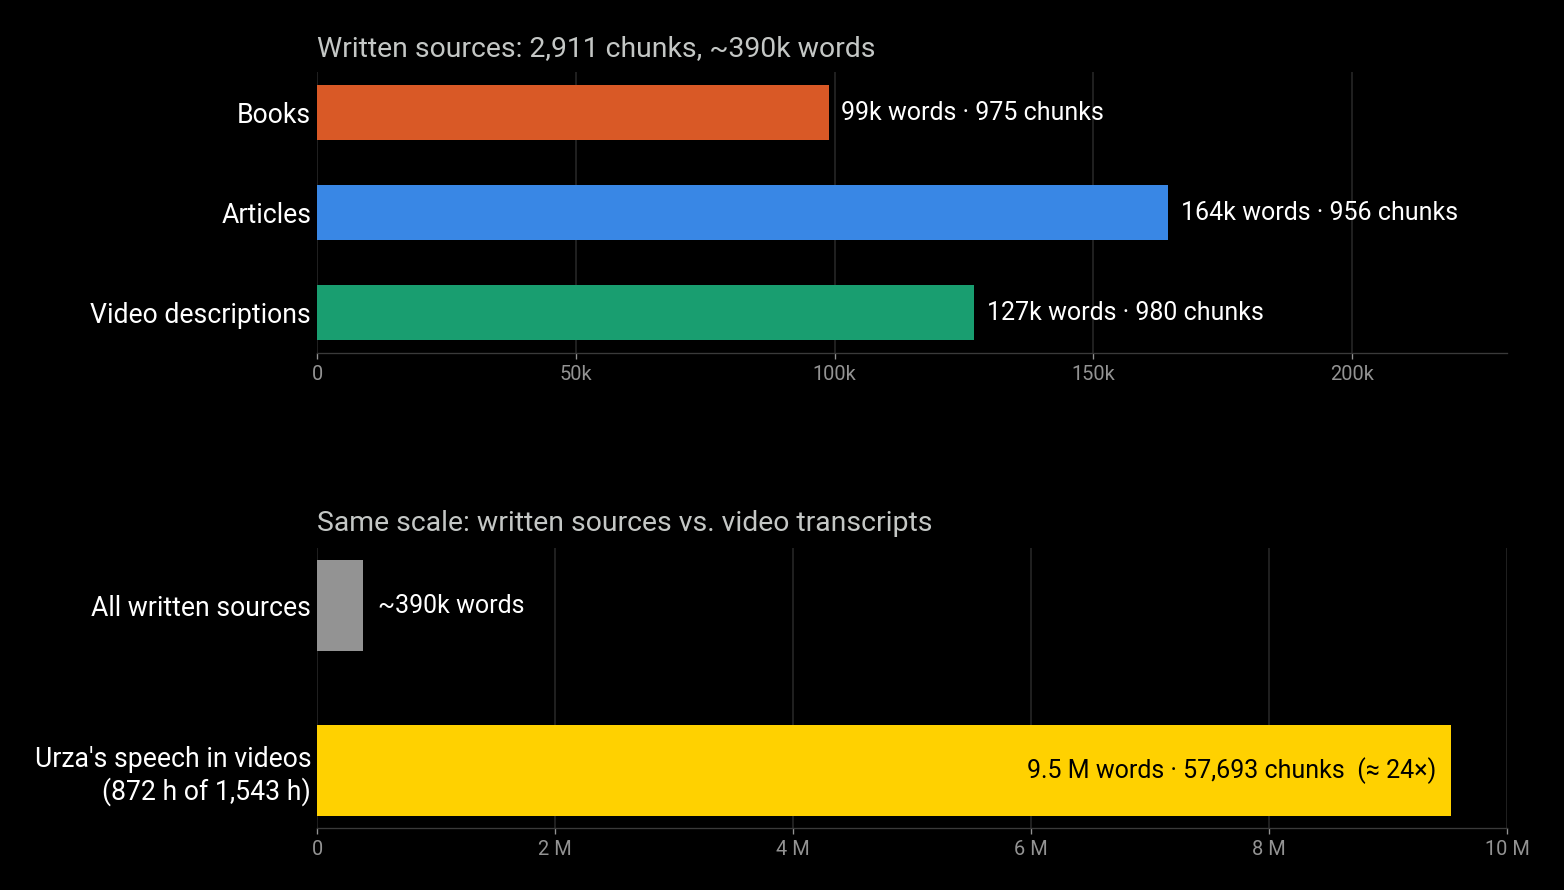 Written sources: 2,911 chunks, ~390k words
Books
99k words · 975 chunks
Articles
164k words · 956 chunks
Video descriptions
127k words · 980 chunks
0
50k
100k
150k
200k
Same scale: written sources vs. video transcripts
All written sources
~390k words
Urza's speech in videos
(872 h of 1,543 h)
9.5 M words · 57,693 chunks (≈ 24×)
0
2 M
4 M
6 M
8 M
10 M